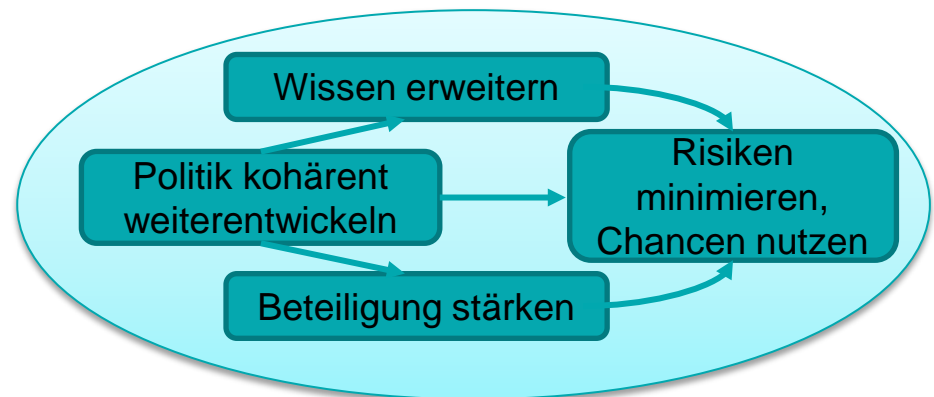 Wissen erweitern
Politik kohärent
weiterentwickeln
Risiken
minimieren,
Chancen nutzen
Beteiligung stärken